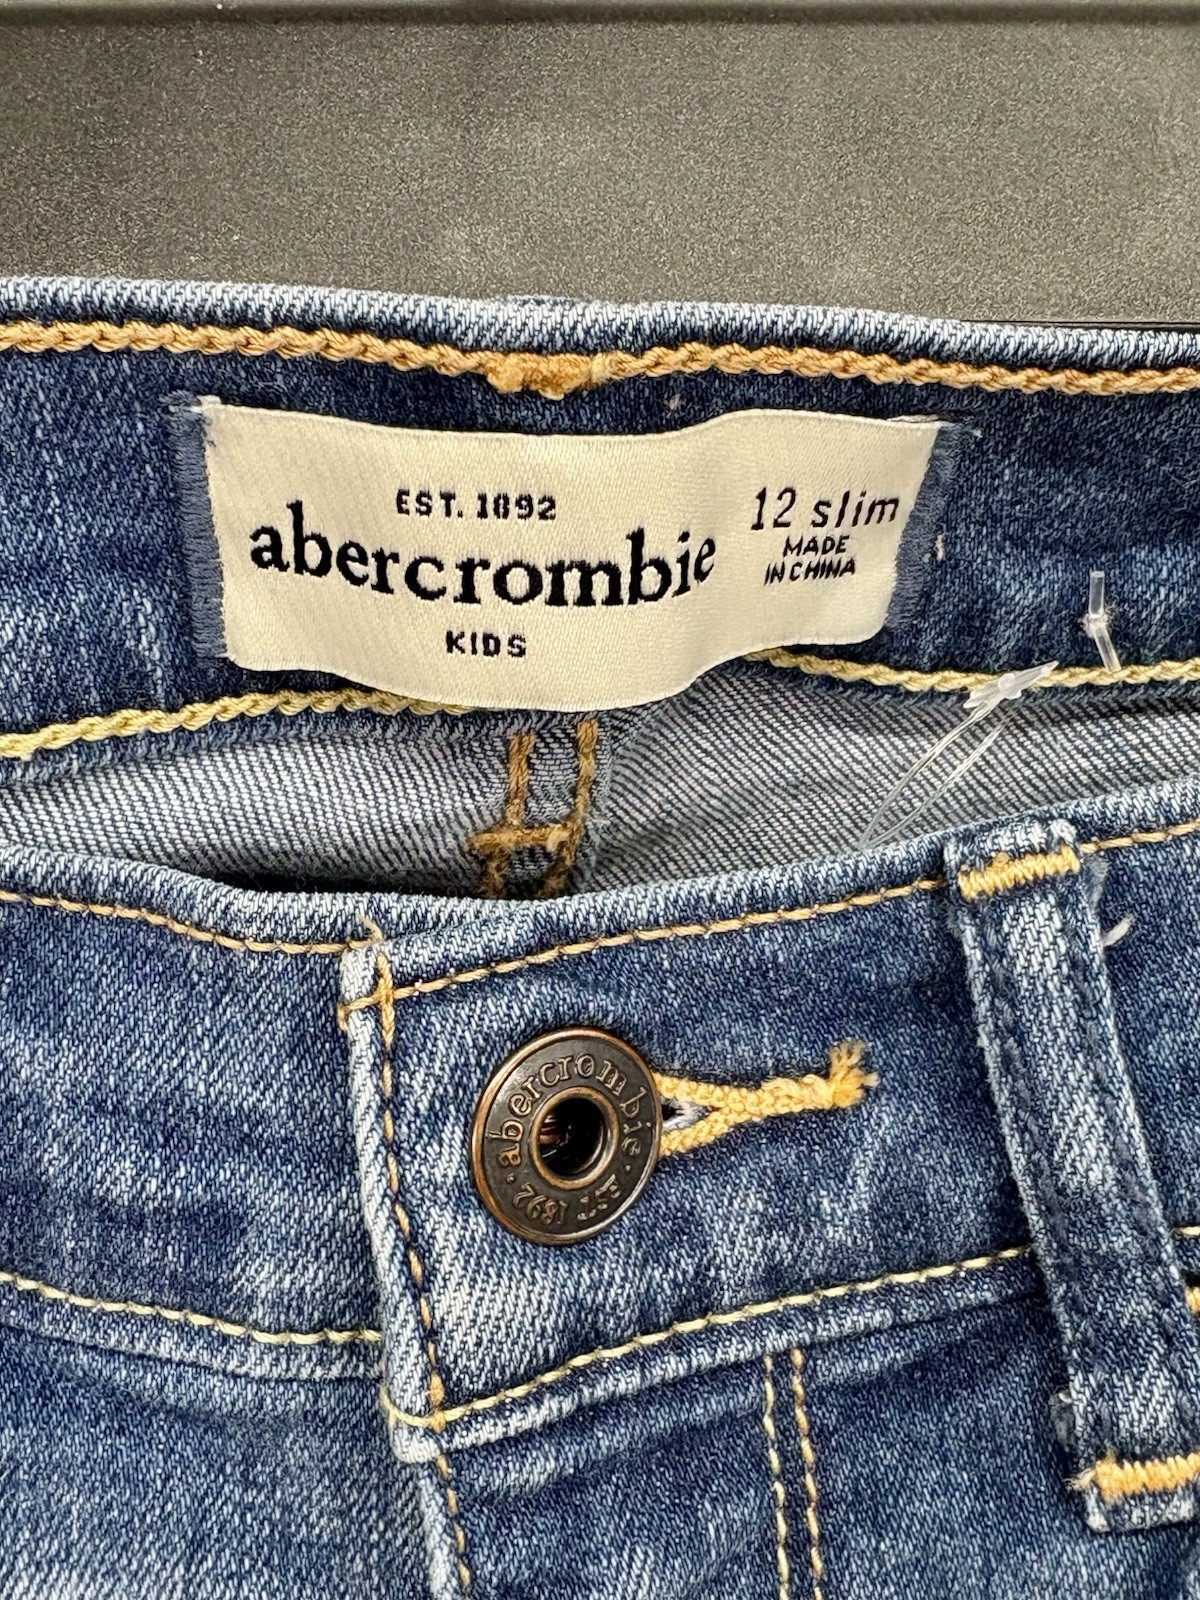 EST. 1892
abercrombie
KIDS
12 slim
MADE
IN CHINA
abercrombie
· EST 1892 ·